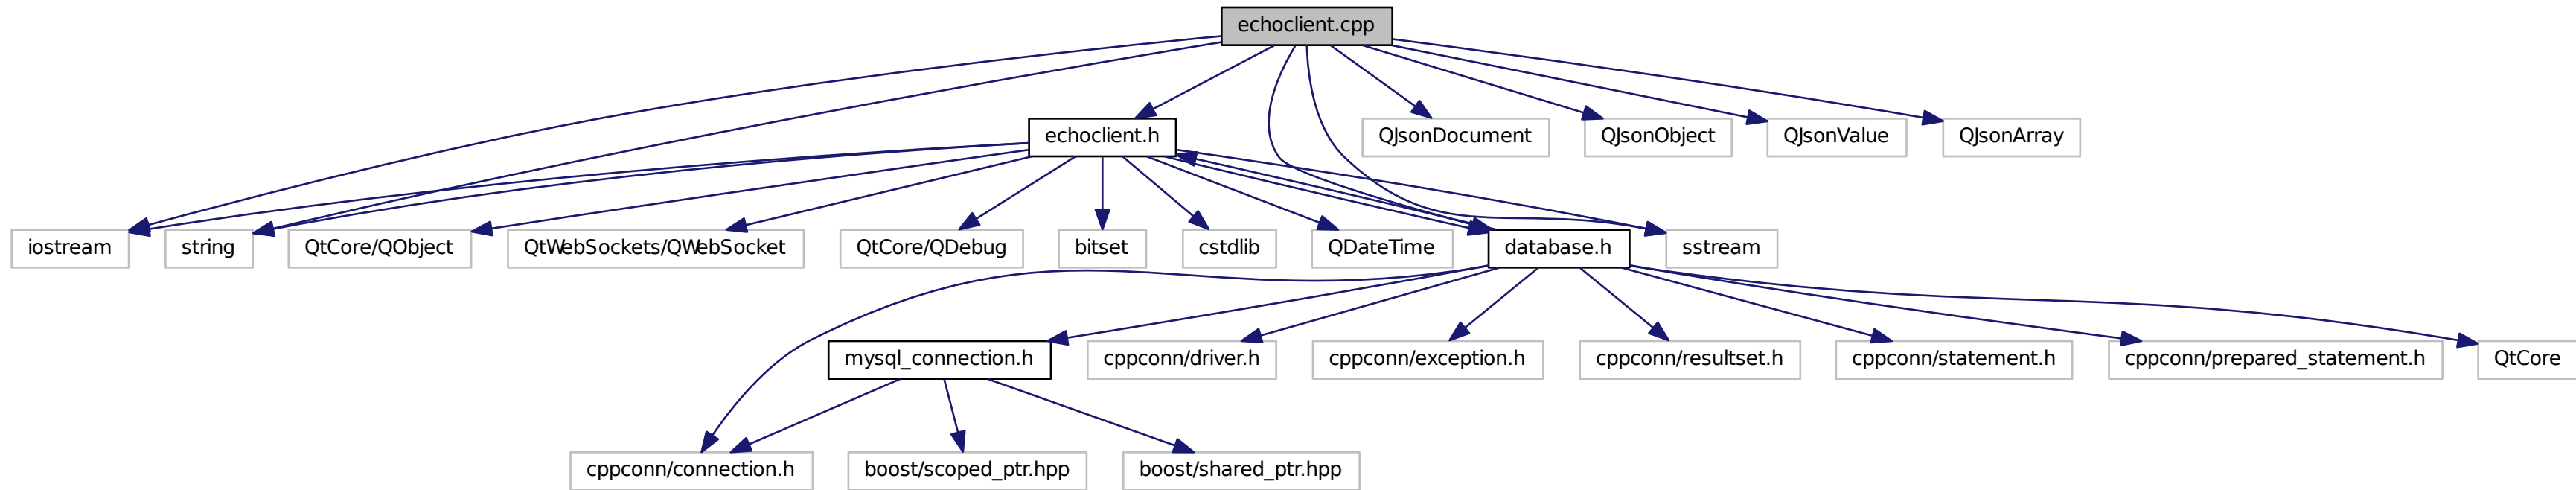 echoclient.cpp
echoclient.h
QJsonDocument
QJsonObject
QJsonValue
QJsonArray
iostream
string
QtCore/QObject
QtWebSockets/QWebSocket
QtCore/QDebug
bitset
cstdlib
QDateTime
database.h
sstream
mysql_connection.h
cppconn/driver.h
cppconn/exception.h
cppconn/resultset.h
cppconn/statement.h
cppconn/prepared_statement.h
QtCore
cppconn/connection.h
boost/scoped_ptr.hpp
boost/shared_ptr.hpp